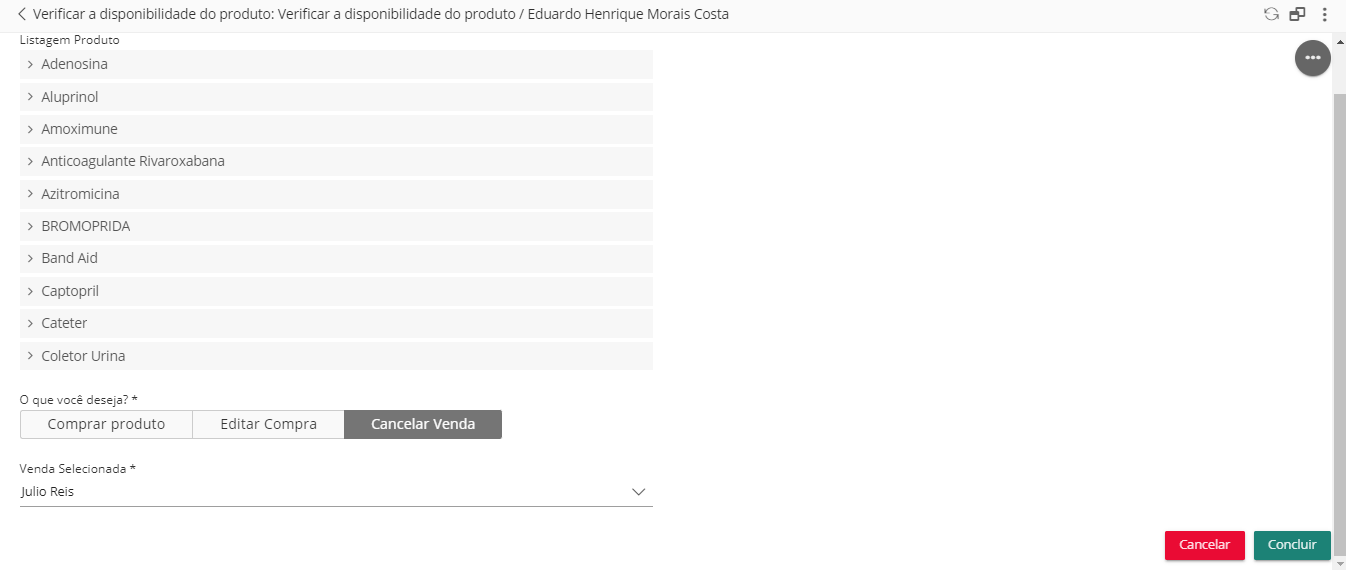 Verificar a disponibilidade do produto: Verificar a disponibilidade do produto / Eduardo Henrique Morais Costa
Listagem Produto
Adenosina
Aluprinol
Amoximune
Anticoagulante Rivaroxabana
Azitromicina
BROMOPRIDA
Band Aid
Captopril
Cateter
Coletor Urina
O que você deseja? *
Comprar produto Editar Compra Cancelar Venda
Venda Selecionada *
Julio Reis
Cancelar Concluir